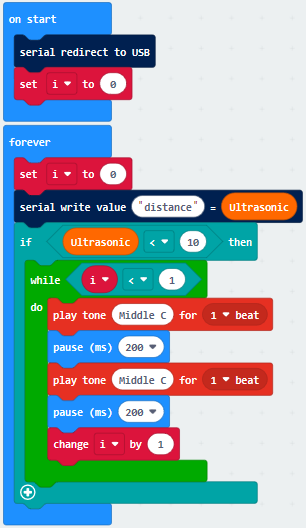 on start
serial redirect to USB
set i to 0
forever
set i to 0
serial write value "distance" = Ultrasonic
if Ultrasonic < 10 then
while i < 1
do
play tone Middle C for 1 beat
pause (ms) 200
play tone Middle C for 1 beat
pause (ms) 200
change i by 1